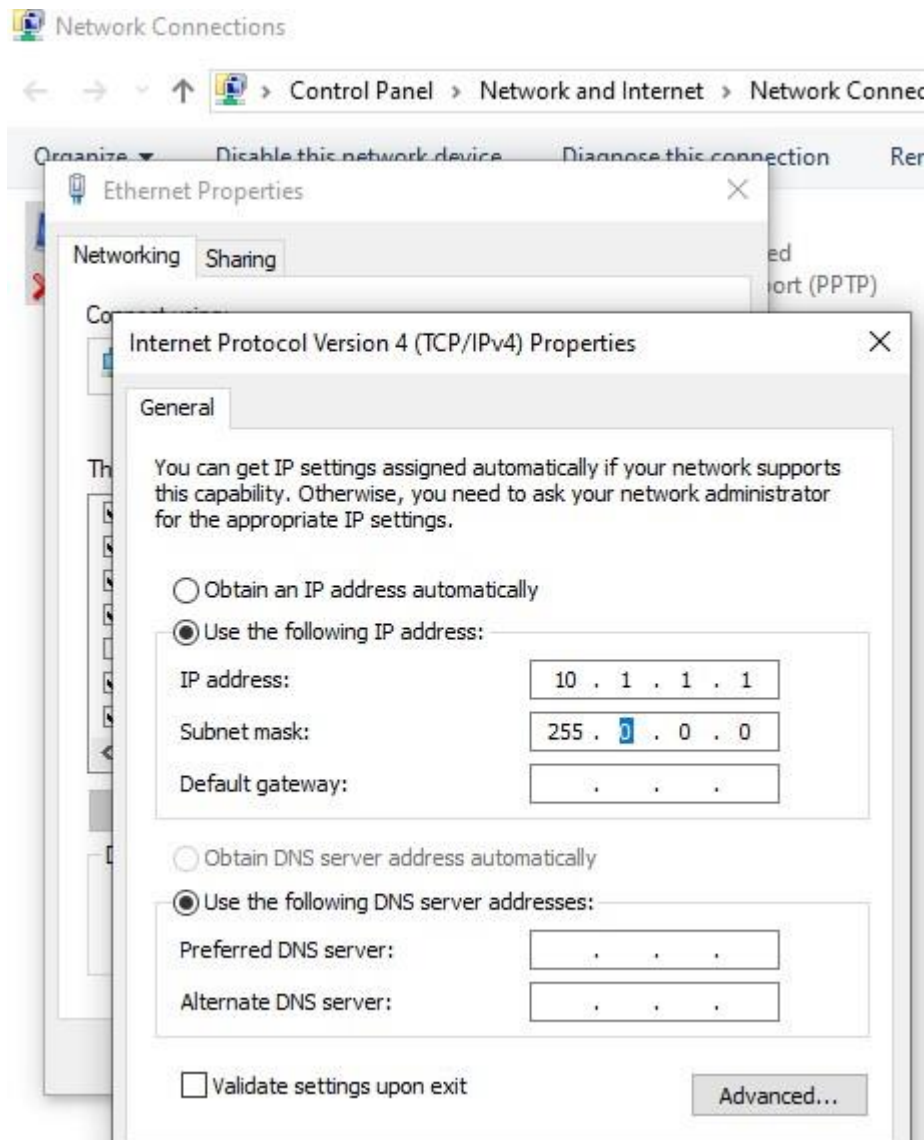 Network Connections
Control Panel > Network and Internet > Network Connec
Organize Disable this network device Diagnose this connection Rer
Ethernet Properties
Networking Sharing
ed
ort (PPTP)
Internet Protocol Version 4 (TCP/IPv4) Properties
General
Th
You can get IP settings assigned automatically if your network supports
this capability. Otherwise, you need to ask your network administrator
for the appropriate IP settings.
Obtain an IP address automatically
Use the following IP address:
IP address: 10 . 1 . 1 . 1
Subnet mask: 255 . 0 . 0 . 0
Default gateway: . . .
Obtain DNS server address automatically
Use the following DNS server addresses:
Preferred DNS server: . . .
Alternate DNS server: . . .
Validate settings upon exit
Advanced...